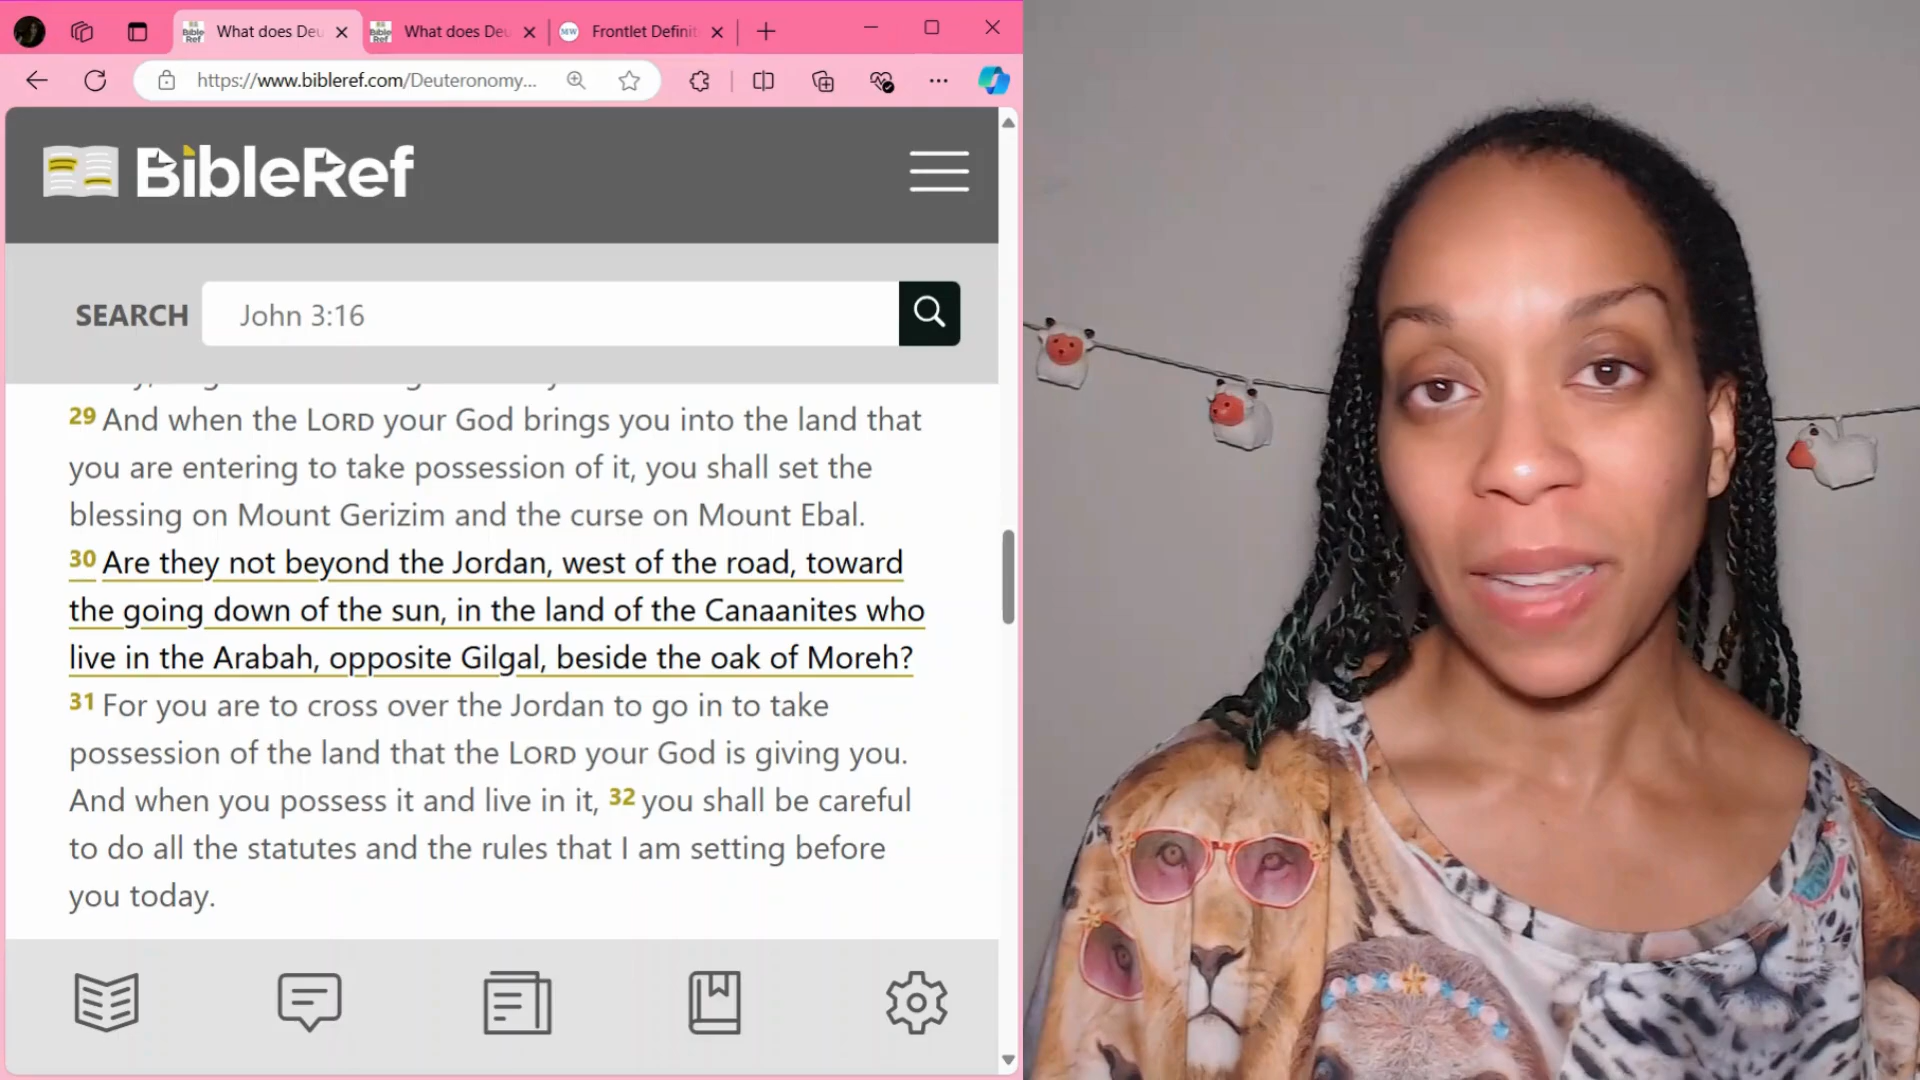 What does Deu
What does Deu
Frontlet Definit
https://www.bibleref.com/Deuteronomy...
BibleRef
SEARCH
John 3:16
29 And when the LORD your God brings you into the land that
you are entering to take possession of it, you shall set the
blessing on Mount Gerizim and the curse on Mount Ebal.
30 Are they not beyond the Jordan, west of the road, toward
the going down of the sun, in the land of the Canaanites who
live in the Arabah, opposite Gilgal, beside the oak of Moreh?
31 For you are to cross over the Jordan to go in to take
possession of the land that the LORD your God is giving you.
And when you possess it and live in it, 32 you shall be careful
to do all the statutes and the rules that I am setting before
you today.